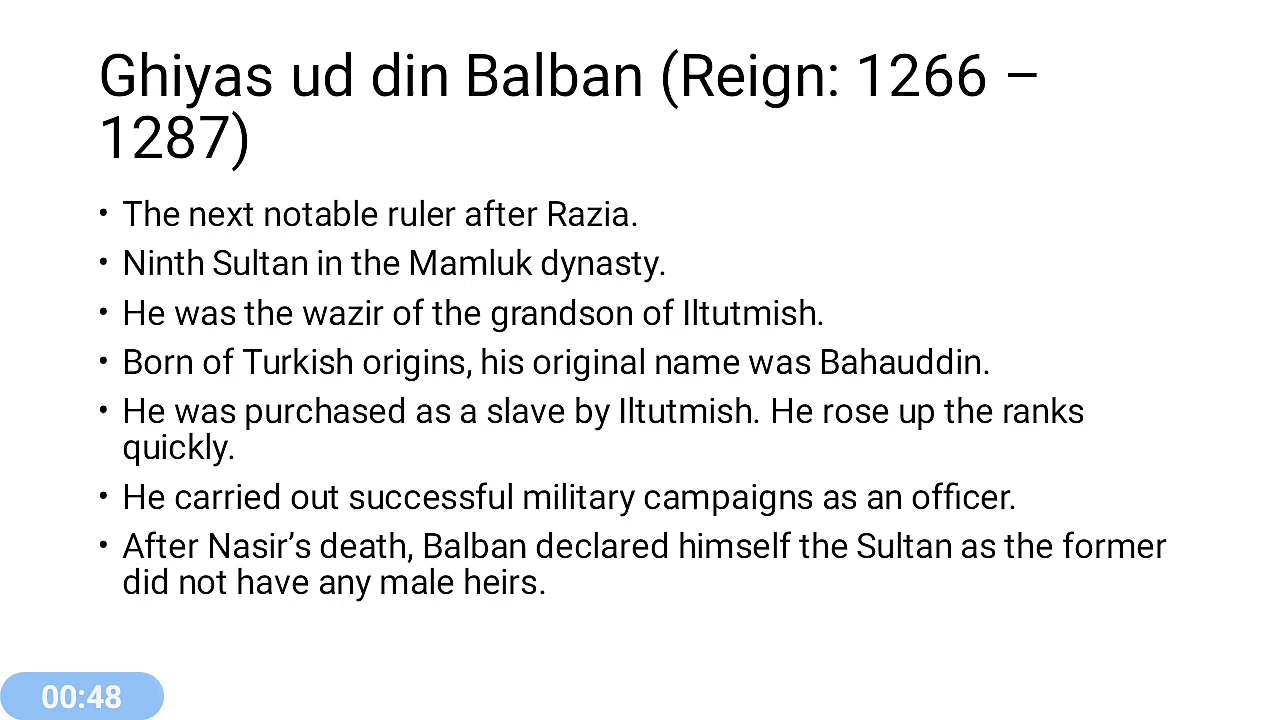 Ghiyas ud din Balban (Reign: 1266 –
1287)
• The next notable ruler after Razia.
• Ninth Sultan in the Mamluk dynasty.
• He was the wazir of the grandson of Iltutmish.
• Born of Turkish origins, his original name was Bahauddin.
• He was purchased as a slave by Iltutmish. He rose up the ranks
quickly.
• He carried out successful military campaigns as an officer.
• After Nasir’s death, Balban declared himself the Sultan as the former
did not have any male heirs.
00:48